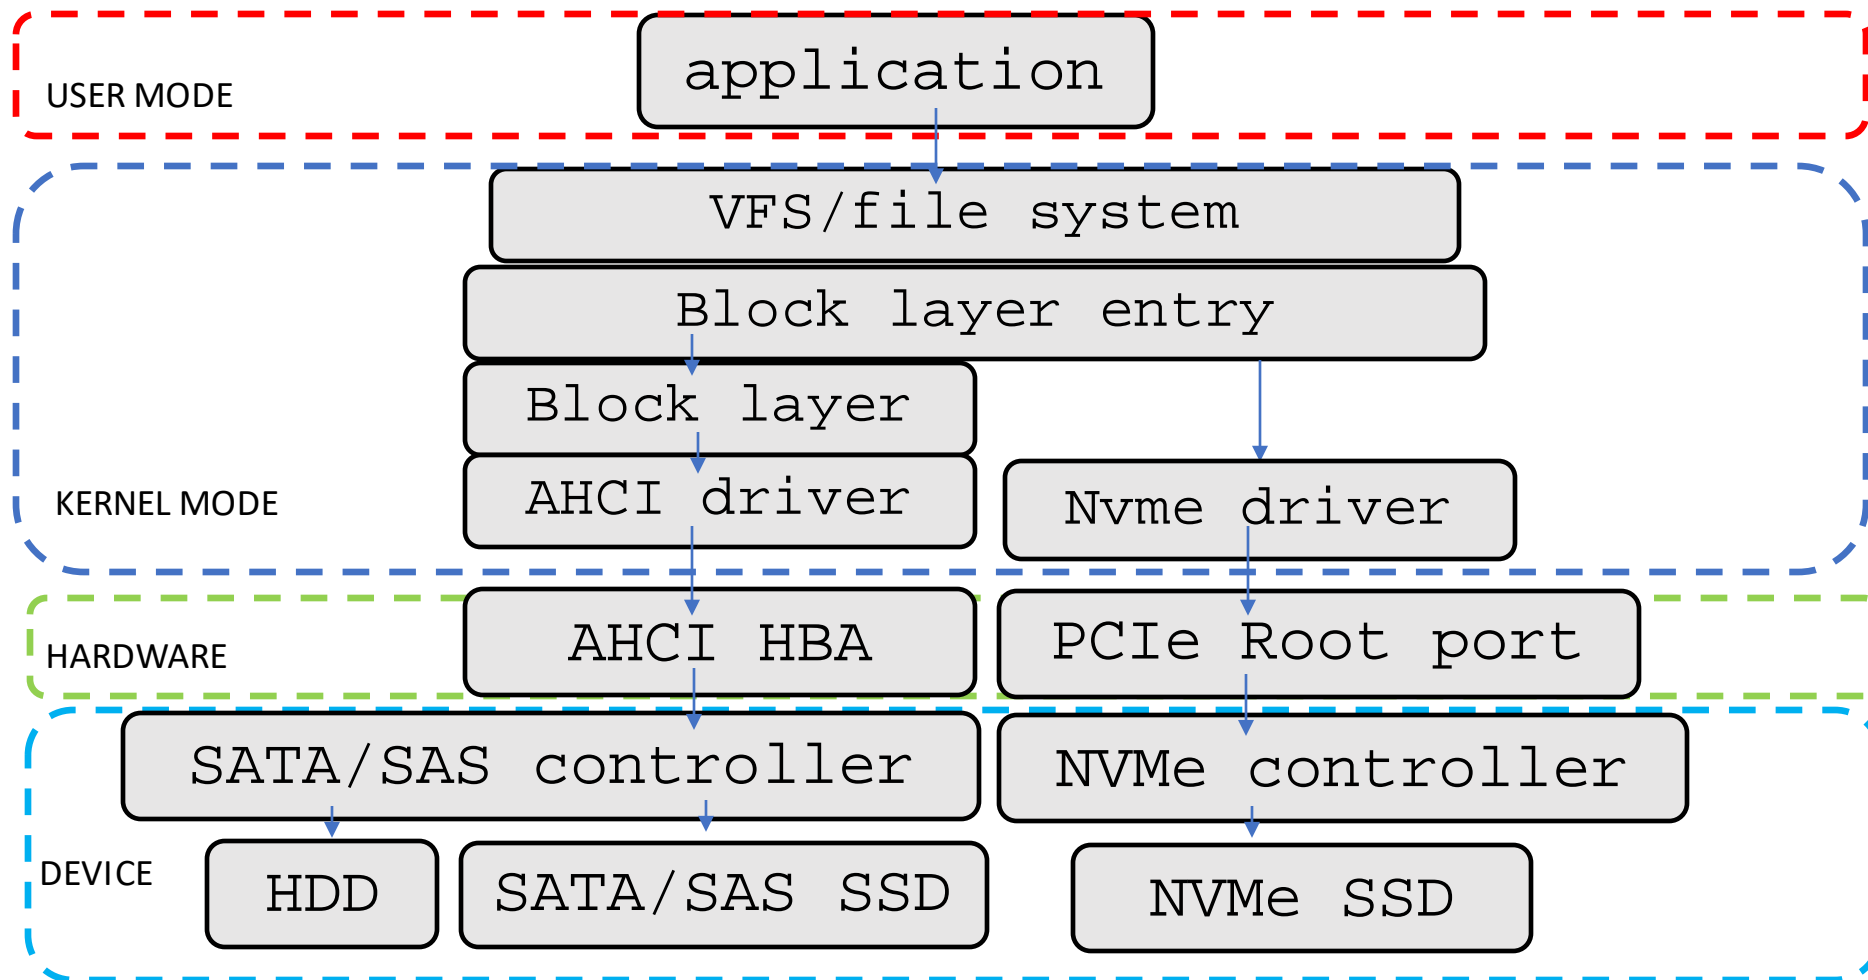 application
USER MODE
VFS/file system
Block layer entry
Block layer
AHCI driver
Nvme driver
KERNEL MODE
AHCI HBA
PCIe Root port
HARDWARE
SATA/SAS controller
NVMe controller
DEVICE
HDD
SATA/SAS SSD
NVMe SSD